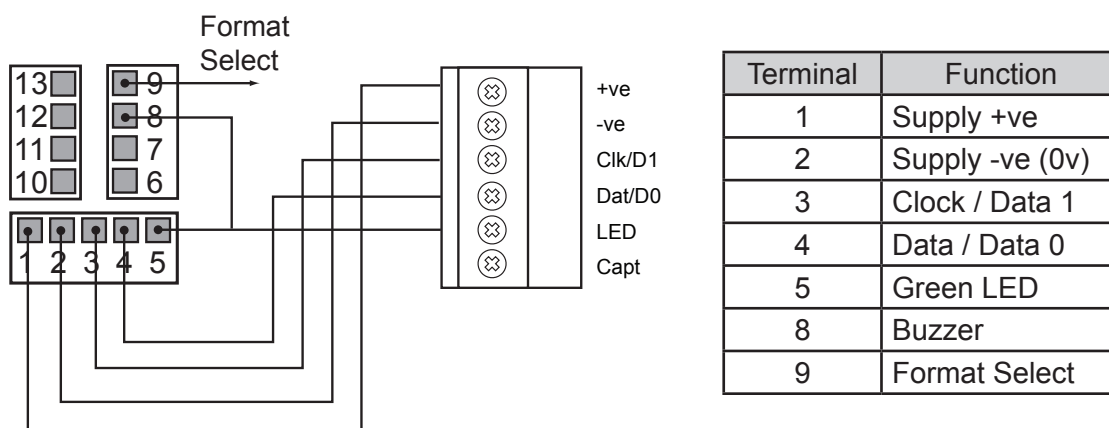 Format
Select
13
12
11
10
9
8
7
6
1 2 3 4 5
+ve
-ve
Clk/D1
Dat/D0
LED
Capt
Terminal Function
1 Supply +ve
2 Supply -ve (0v)
3 Clock / Data 1
4 Data / Data 0
5 Green LED
8 Buzzer
9 Format Select